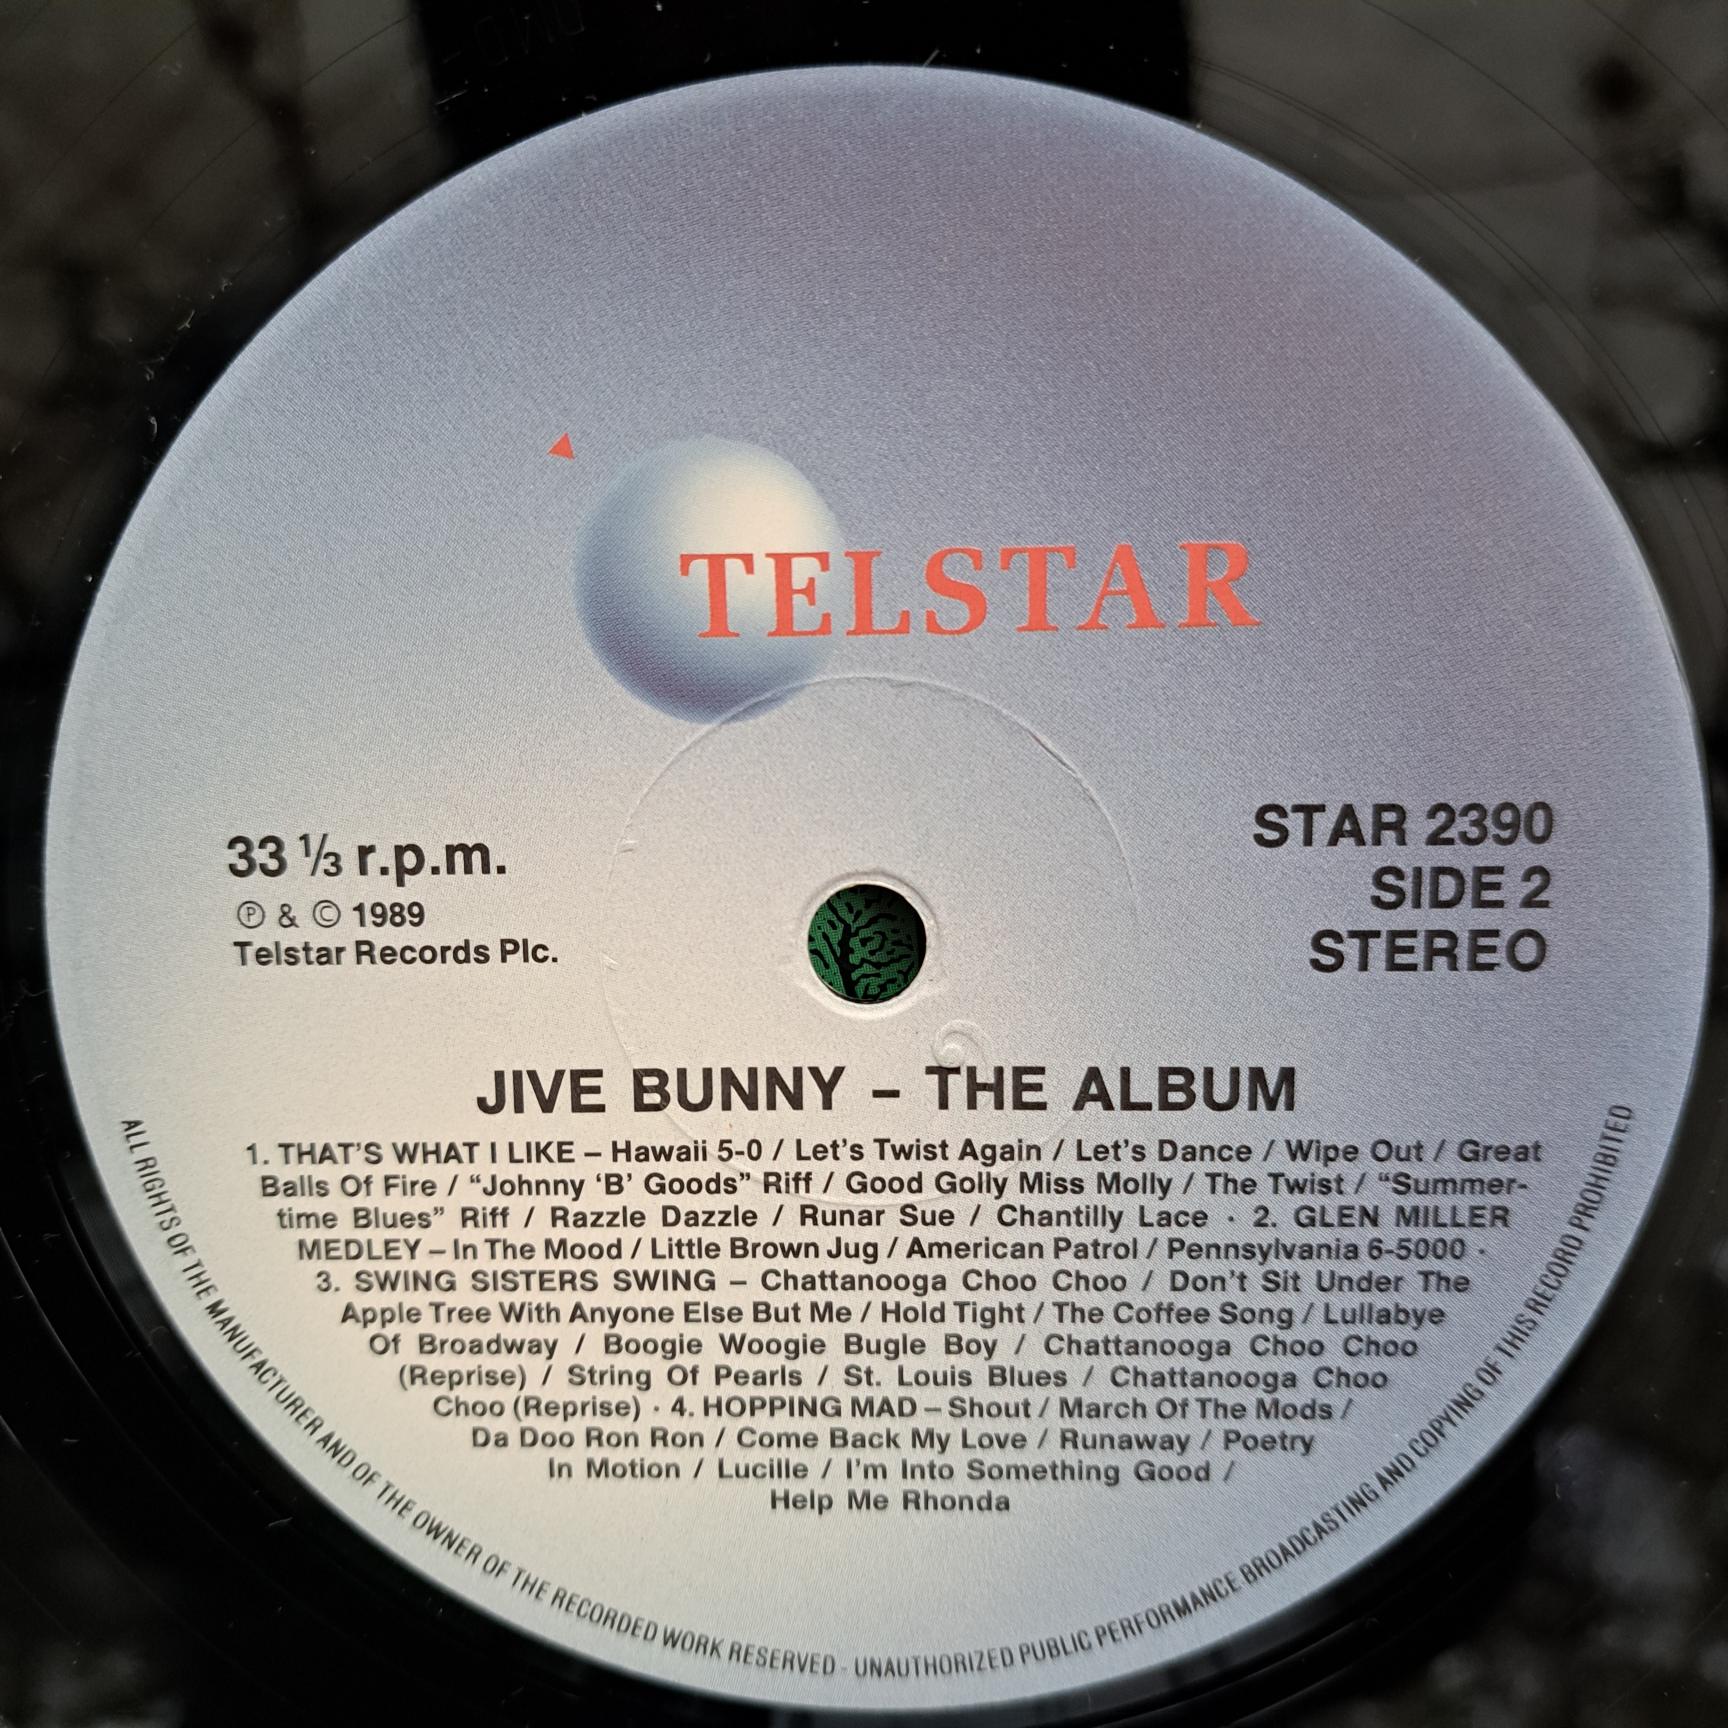 TELSTAR
33 ⅓ r.p.m.
℗ & © 1989
Telstar Records Plc.
STAR 2390
SIDE 2
STEREO
JIVE BUNNY – THE ALBUM
1. THAT'S WHAT I LIKE – Hawaii 5-0 / Let's Twist Again / Let's Dance / Wipe Out / Great
Balls Of Fire / “Johnny ‘B’ Goods” Riff / Good Golly Miss Molly / The Twist / “Summer-
time Blues” Riff / Razzle Dazzle / Runar Sue / Chantilly Lace · 2. GLEN MILLER
MEDLEY – In The Mood / Little Brown Jug / American Patrol / Pennsylvania 6-5000 ·
3. SWING SISTERS SWING – Chattanooga Choo Choo / Don't Sit Under The
Apple Tree With Anyone Else But Me / Hold Tight / The Coffee Song / Lullabye
Of Broadway / Boogie Woogie Bugle Boy / Chattanooga Choo Choo
(Reprise) / String Of Pearls / St. Louis Blues / Chattanooga Choo
Choo (Reprise) · 4. HOPPING MAD – Shout / March Of The Mods /
Da Doo Ron Ron / Come Back My Love / Runaway / Poetry
In Motion / Lucille / I'm Into Something Good /
Help Me Rhonda
ALL RIGHTS OF THE MANUFACTURER AND OF THE OWNER OF THE RECORDED WORK RESERVED - UNAUTHORIZED PUBLIC PERFORMANCE BROADCASTING AND COPYING OF THIS RECORD PROHIBITED